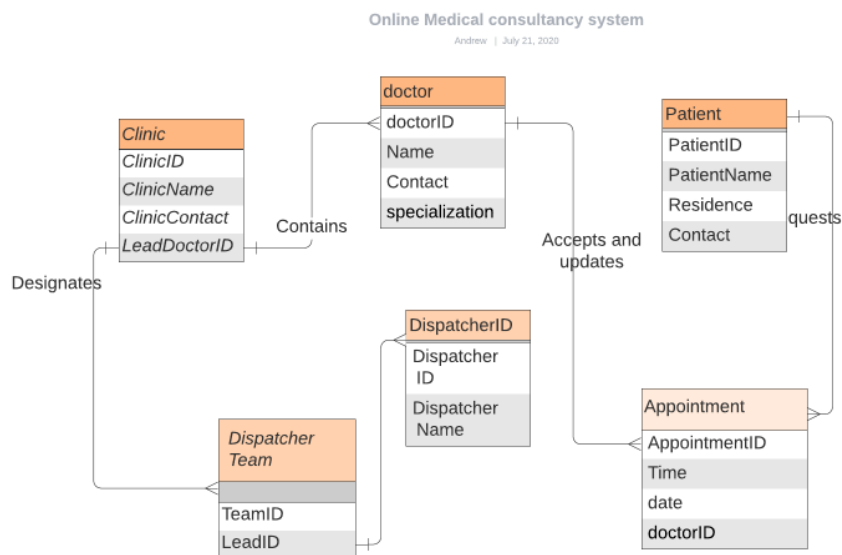 Online Medical consultancy system
Andrew | July 21, 2020
doctor
doctorID
Name
Contact
specialization
Patient
PatientID
PatientName
Residence
Contact
Clinic
ClinicID
ClinicName
ClinicContact
LeadDoctorID
Contains
Accepts and
updates
quests
Designates
DispatcherID
Dispatcher
ID
Dispatcher
Name
Appointment
AppointmentID
Time
date
doctorID
Dispatcher
Team
TeamID
LeadID